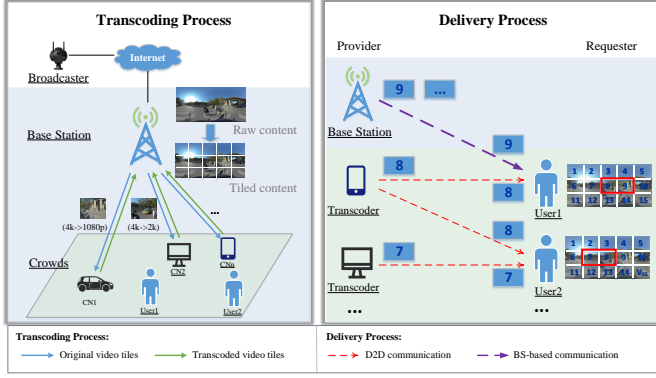 Transcoding Process
Internet
Broadcaster
Base Station
Raw content
Tiled content
...
(4k->1080p)
(4k->2k)
Crowds
CN1
CN2
CNn
User1
User2
Delivery Process
Provider
Requester
9
...
Base Station
9
8
8
Transcoder
User1
1 2 3 4 5
6 8 9 10
11 12 13 14 15
8
7
7
Transcoder
User2
1 2 3 4 5
6 7 8 10
11 12 13 14
...
...
Transcoding Process:
Original video tiles
Transcoded video tiles
Delivery Process:
D2D communication
BS-based communication